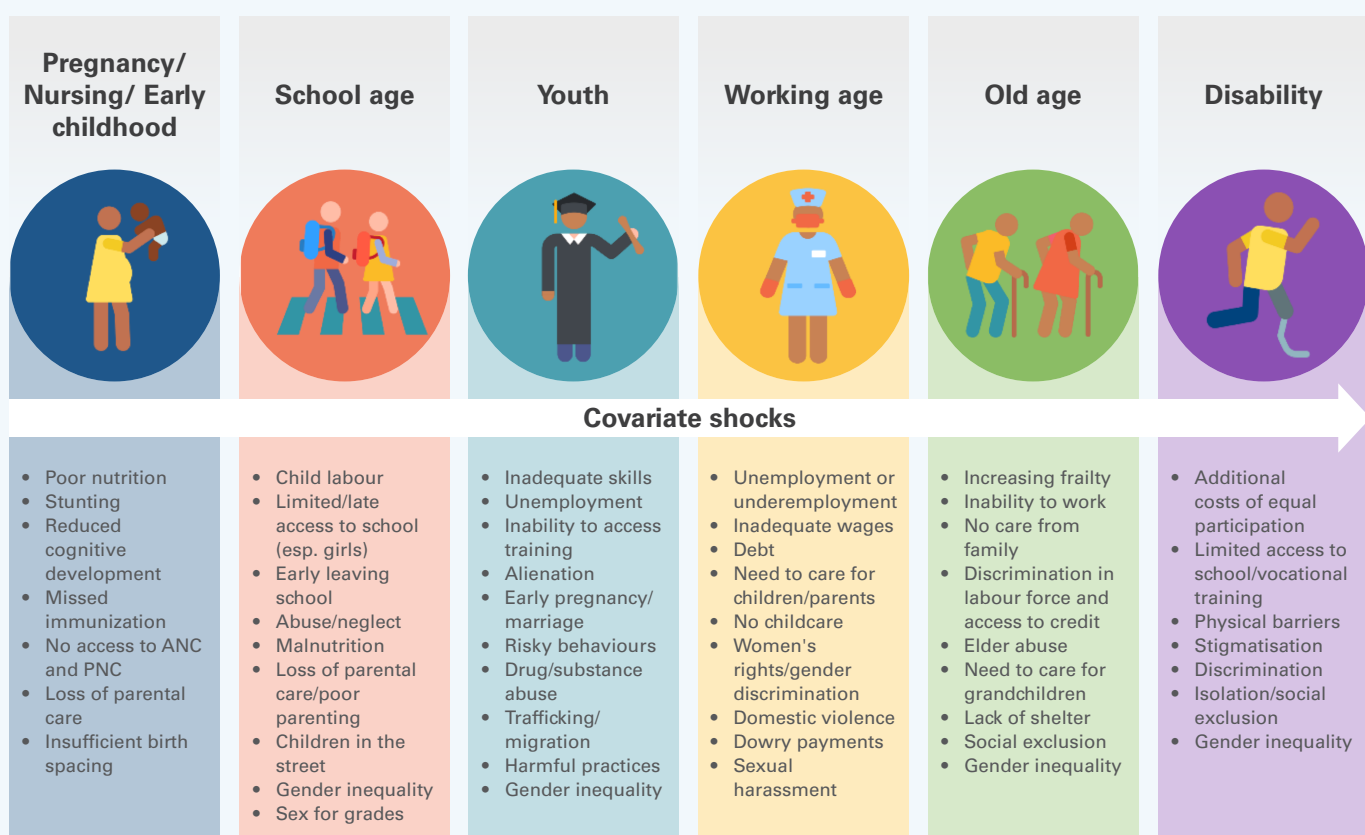 Pregnancy/
Nursing/ Early
childhood
School age
Youth
Working age
Old age
Disability
Covariate shocks
• Poor nutrition
• Stunting
• Reduced
cognitive
development
• Missed
immunization
• No access to ANC
and PNC
• Loss of parental
care
• Insufficient birth
spacing
• Child labour
• Limited/late
access to school
(esp. girls)
• Early leaving
school
• Abuse/neglect
• Malnutrition
• Loss of parental
care/poor
parenting
• Children in the
street
• Gender inequality
• Sex for grades
• Inadequate skills
• Unemployment
• Inability to access
training
• Alienation
• Early pregnancy/
marriage
• Risky behaviours
• Drug/substance
abuse
• Trafficking/
migration
• Harmful practices
• Gender inequality
• Unemployment or
underemployment
• Inadequate wages
• Debt
• Need to care for
children/parents
• No childcare
• Women's
rights/gender
discrimination
• Domestic violence
• Dowry payments
• Sexual
harassment
• Increasing frailty
• Inability to work
• No care from
family
• Discrimination in
labour force and
access to credit
• Elder abuse
• Need to care for
grandchildren
• Lack of shelter
• Social exclusion
• Gender inequality
• Additional
costs of equal
participation
• Limited access to
school/vocational
training
• Physical barriers
• Stigmatisation
• Discrimination
• Isolation/social
exclusion
• Gender inequality